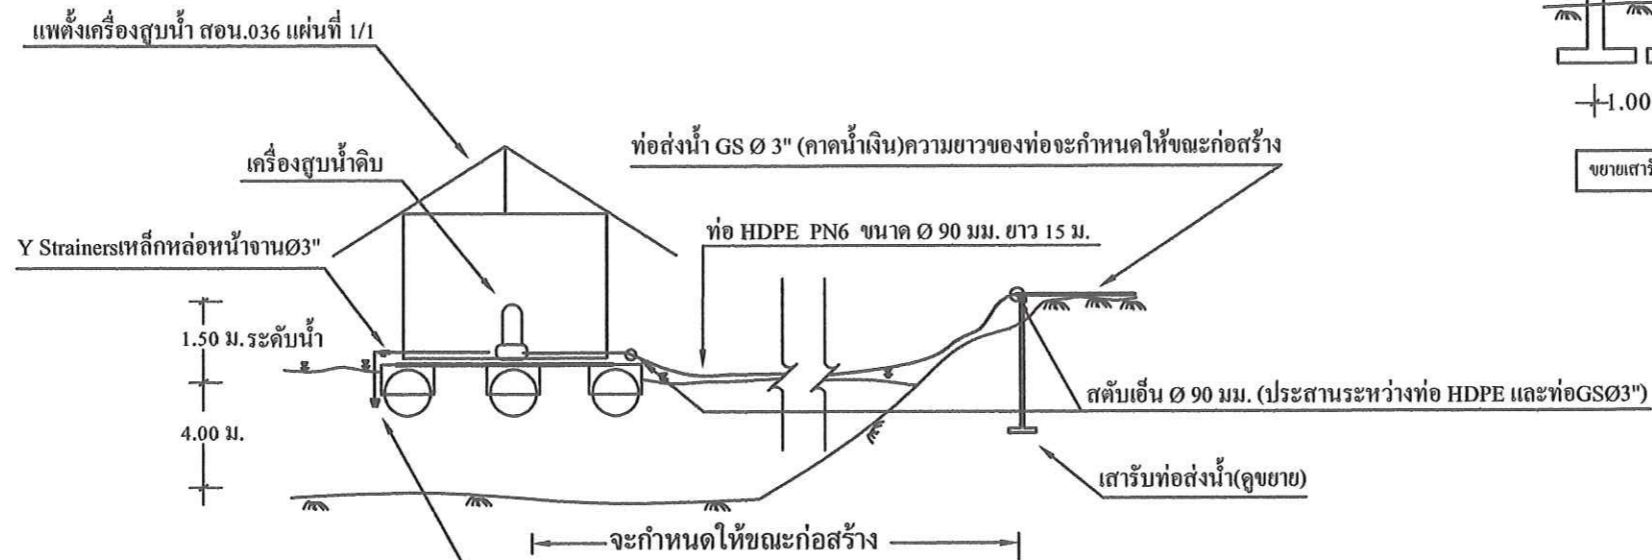 แพตั้งเครื่องสูบน้ำ สอน.036 แผ่นที่ 1/1
1.00
ท่อส่งน้ำ GS Ø 3" (คาดน้ำเงิน)ความยาวของท่อจะกำหนดให้ขณะก่อสร้าง
เครื่องสูบน้ำดิบ
ท่อ HDPE PN6 ขนาด Ø 90 มม. ยาว 15 ม.
Y Strainersเหล็กหล่อหน้าจานØ3"
1.50 ม. ระดับน้ำ
สตับเอ็น Ø 90 มม. (ประสานระหว่างท่อ HDPE และท่อGSØ3")
4.00 ม.
เสารับท่อส่งน้ำ(ดูขยาย)
จะกำหนดให้ขณะก่อสร้าง